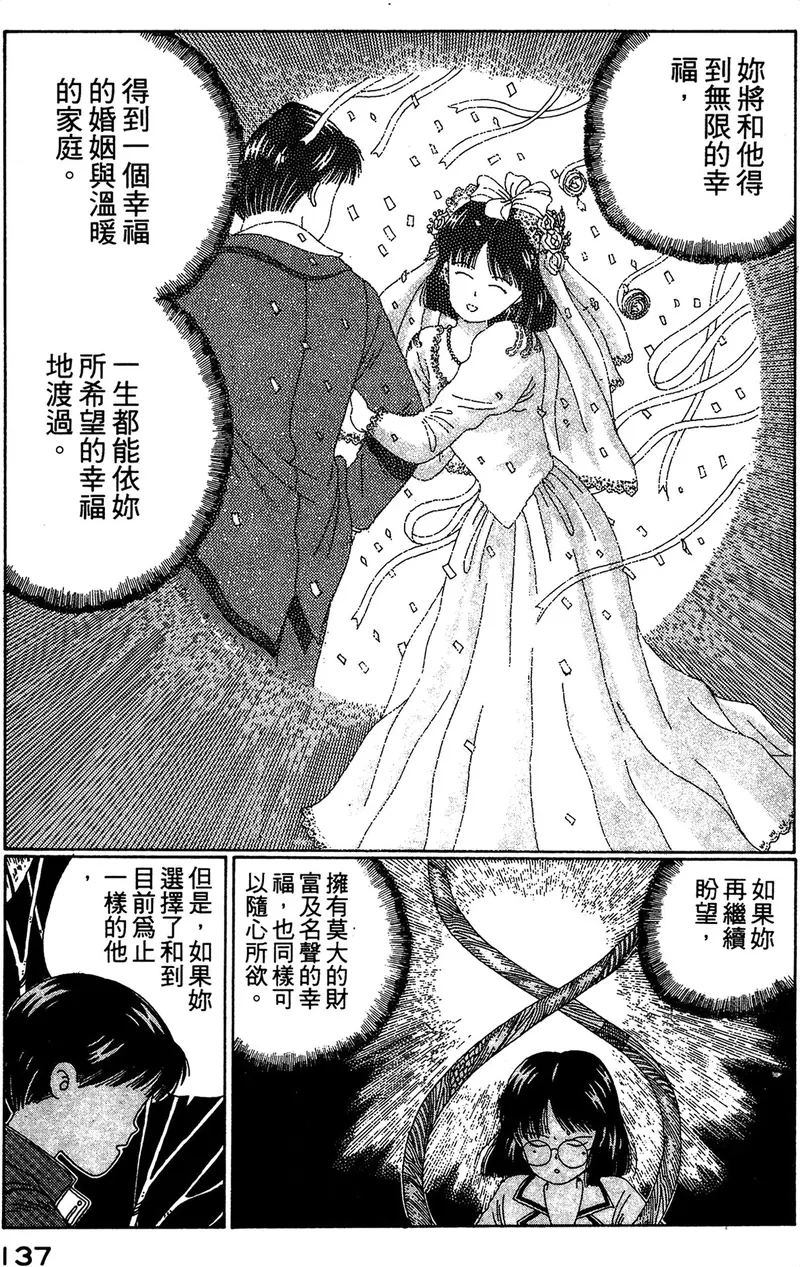 妳將和他得
到無限的幸
福，
得到一個幸福
的婚姻與溫暖
的家庭。
一生都能依妳
所希望的幸福
地渡過。
如果妳
再繼續
盼望，
擁有莫大的財
富及名聲的幸
福，也同樣可
以隨心所欲。
但是，如果妳
選擇了和到
目前爲止
一樣的他
，
137